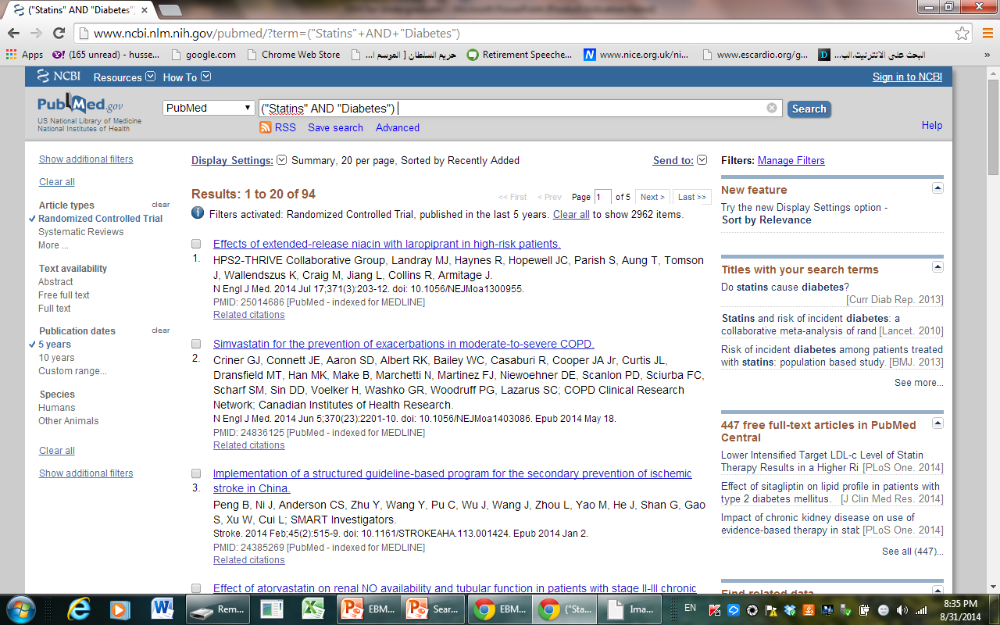 ("Statins" AND "Diabetes")
www.ncbi.nlm.nih.gov/pubmed/?term=("Statins"+AND+"Diabetes")
Apps
(165 unread) - husse...
google.com
Chrome Web Store
حريم السلطان [ الموسم ا...
Retirement Speeche...
www.nice.org.uk/ni...
www.escardio.org/g...
البحث على الانترنيت.الب...
»
NCBI Resources How To
Sign in to NCBI
PubMed.gov
US National Library of Medicine
National Institutes of Health
PubMed
("Statins" AND "Diabetes")
Search
RSS Save search Advanced
Help
Show additional filters
Clear all
Article types clear
Randomized Controlled Trial
Systematic Reviews
More ...
Text availability
Abstract
Free full text
Full text
Publication dates clear
5 years
10 years
Custom range...
Species
Humans
Other Animals
Clear all
Show additional filters
Display Settings: Summary, 20 per page, Sorted by Recently Added
Send to:
Results: 1 to 20 of 94
<< First < Prev Page 1 of 5 Next > Last >>
Filters activated: Randomized Controlled Trial, published in the last 5 years. Clear all to show 2962 items.
Effects of extended-release niacin with laropiprant in high-risk patients.
1. HPS2-THRIVE Collaborative Group, Landray MJ, Haynes R, Hopewell JC, Parish S, Aung T, Tomson
J, Wallendszus K, Craig M, Jiang L, Collins R, Armitage J.
N Engl J Med. 2014 Jul 17;371(3):203-12. doi: 10.1056/NEJMoa1300955.
PMID: 25014686 [PubMed - indexed for MEDLINE]
Related citations
Simvastatin for the prevention of exacerbations in moderate-to-severe COPD.
2. Criner GJ, Connett JE, Aaron SD, Albert RK, Bailey WC, Casaburi R, Cooper JA Jr, Curtis JL,
Dransfield MT, Han MK, Make B, Marchetti N, Martinez FJ, Niewoehner DE, Scanlon PD, Sciurba FC,
Scharf SM, Sin DD, Voelker H, Washko GR, Woodruff PG, Lazarus SC; COPD Clinical Research
Network; Canadian Institutes of Health Research.
N Engl J Med. 2014 Jun 5;370(23):2201-10. doi: 10.1056/NEJMoa1403086. Epub 2014 May 18.
PMID: 24836125 [PubMed - indexed for MEDLINE]
Related citations
Implementation of a structured guideline-based program for the secondary prevention of ischemic
3. stroke in China.
Peng B, Ni J, Anderson CS, Zhu Y, Wang Y, Pu C, Wu J, Wang J, Zhou L, Yao M, He J, Shan G, Gao
S, Xu W, Cui L; SMART Investigators.
Stroke. 2014 Feb;45(2):515-9. doi: 10.1161/STROKEAHA.113.001424. Epub 2014 Jan 2.
PMID: 24385269 [PubMed - indexed for MEDLINE]
Related citations
Effect of atorvastatin on renal NO availability and tubular function in patients with stage II-III chronic
Filters: Manage Filters
New feature
Try the new Display Settings option -
Sort by Relevance
Titles with your search terms
Do statins cause diabetes?
[Curr Diab Rep. 2013]
Statins and risk of incident diabetes: a
collaborative meta-analysis of rand [Lancet. 2010]
Risk of incident diabetes among patients treated
with statins: population based study. [BMJ. 2013]
See more...
447 free full-text articles in PubMed
Central
Lower Intensified Target LDL-c Level of Statin
Therapy Results in a Higher Ri [PLoS One. 2014]
Effect of sitagliptin on lipid profile in patients with
type 2 diabetes mellitus. [J Clin Med Res. 2014]
Impact of chronic kidney disease on use of
evidence-based therapy in stat [PLoS One. 2014]
See all (447)...
Find related data
Rem...
EBM...
Sear...
EBM...
("Sta...
Ima...
EN
8:35 PM
8/31/2014